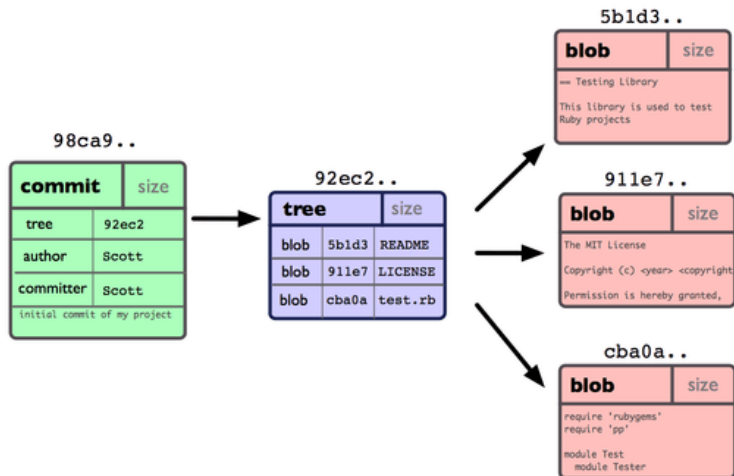 98ca9..
commit size
tree 92ec2
author Scott
committer Scott
initial commit of my project
92ec2..
tree size
blob 5b1d3 README
blob 911e7 LICENSE
blob cba0a test.rb
5b1d3..
blob size
== Testing Library
This library is used to test
Ruby projects
911e7..
blob size
The MIT License
Copyright (c) <year> <copyright
Permission is hereby granted,
cba0a..
blob size
require 'rubygems'
require 'pp'
module Test
module Tester